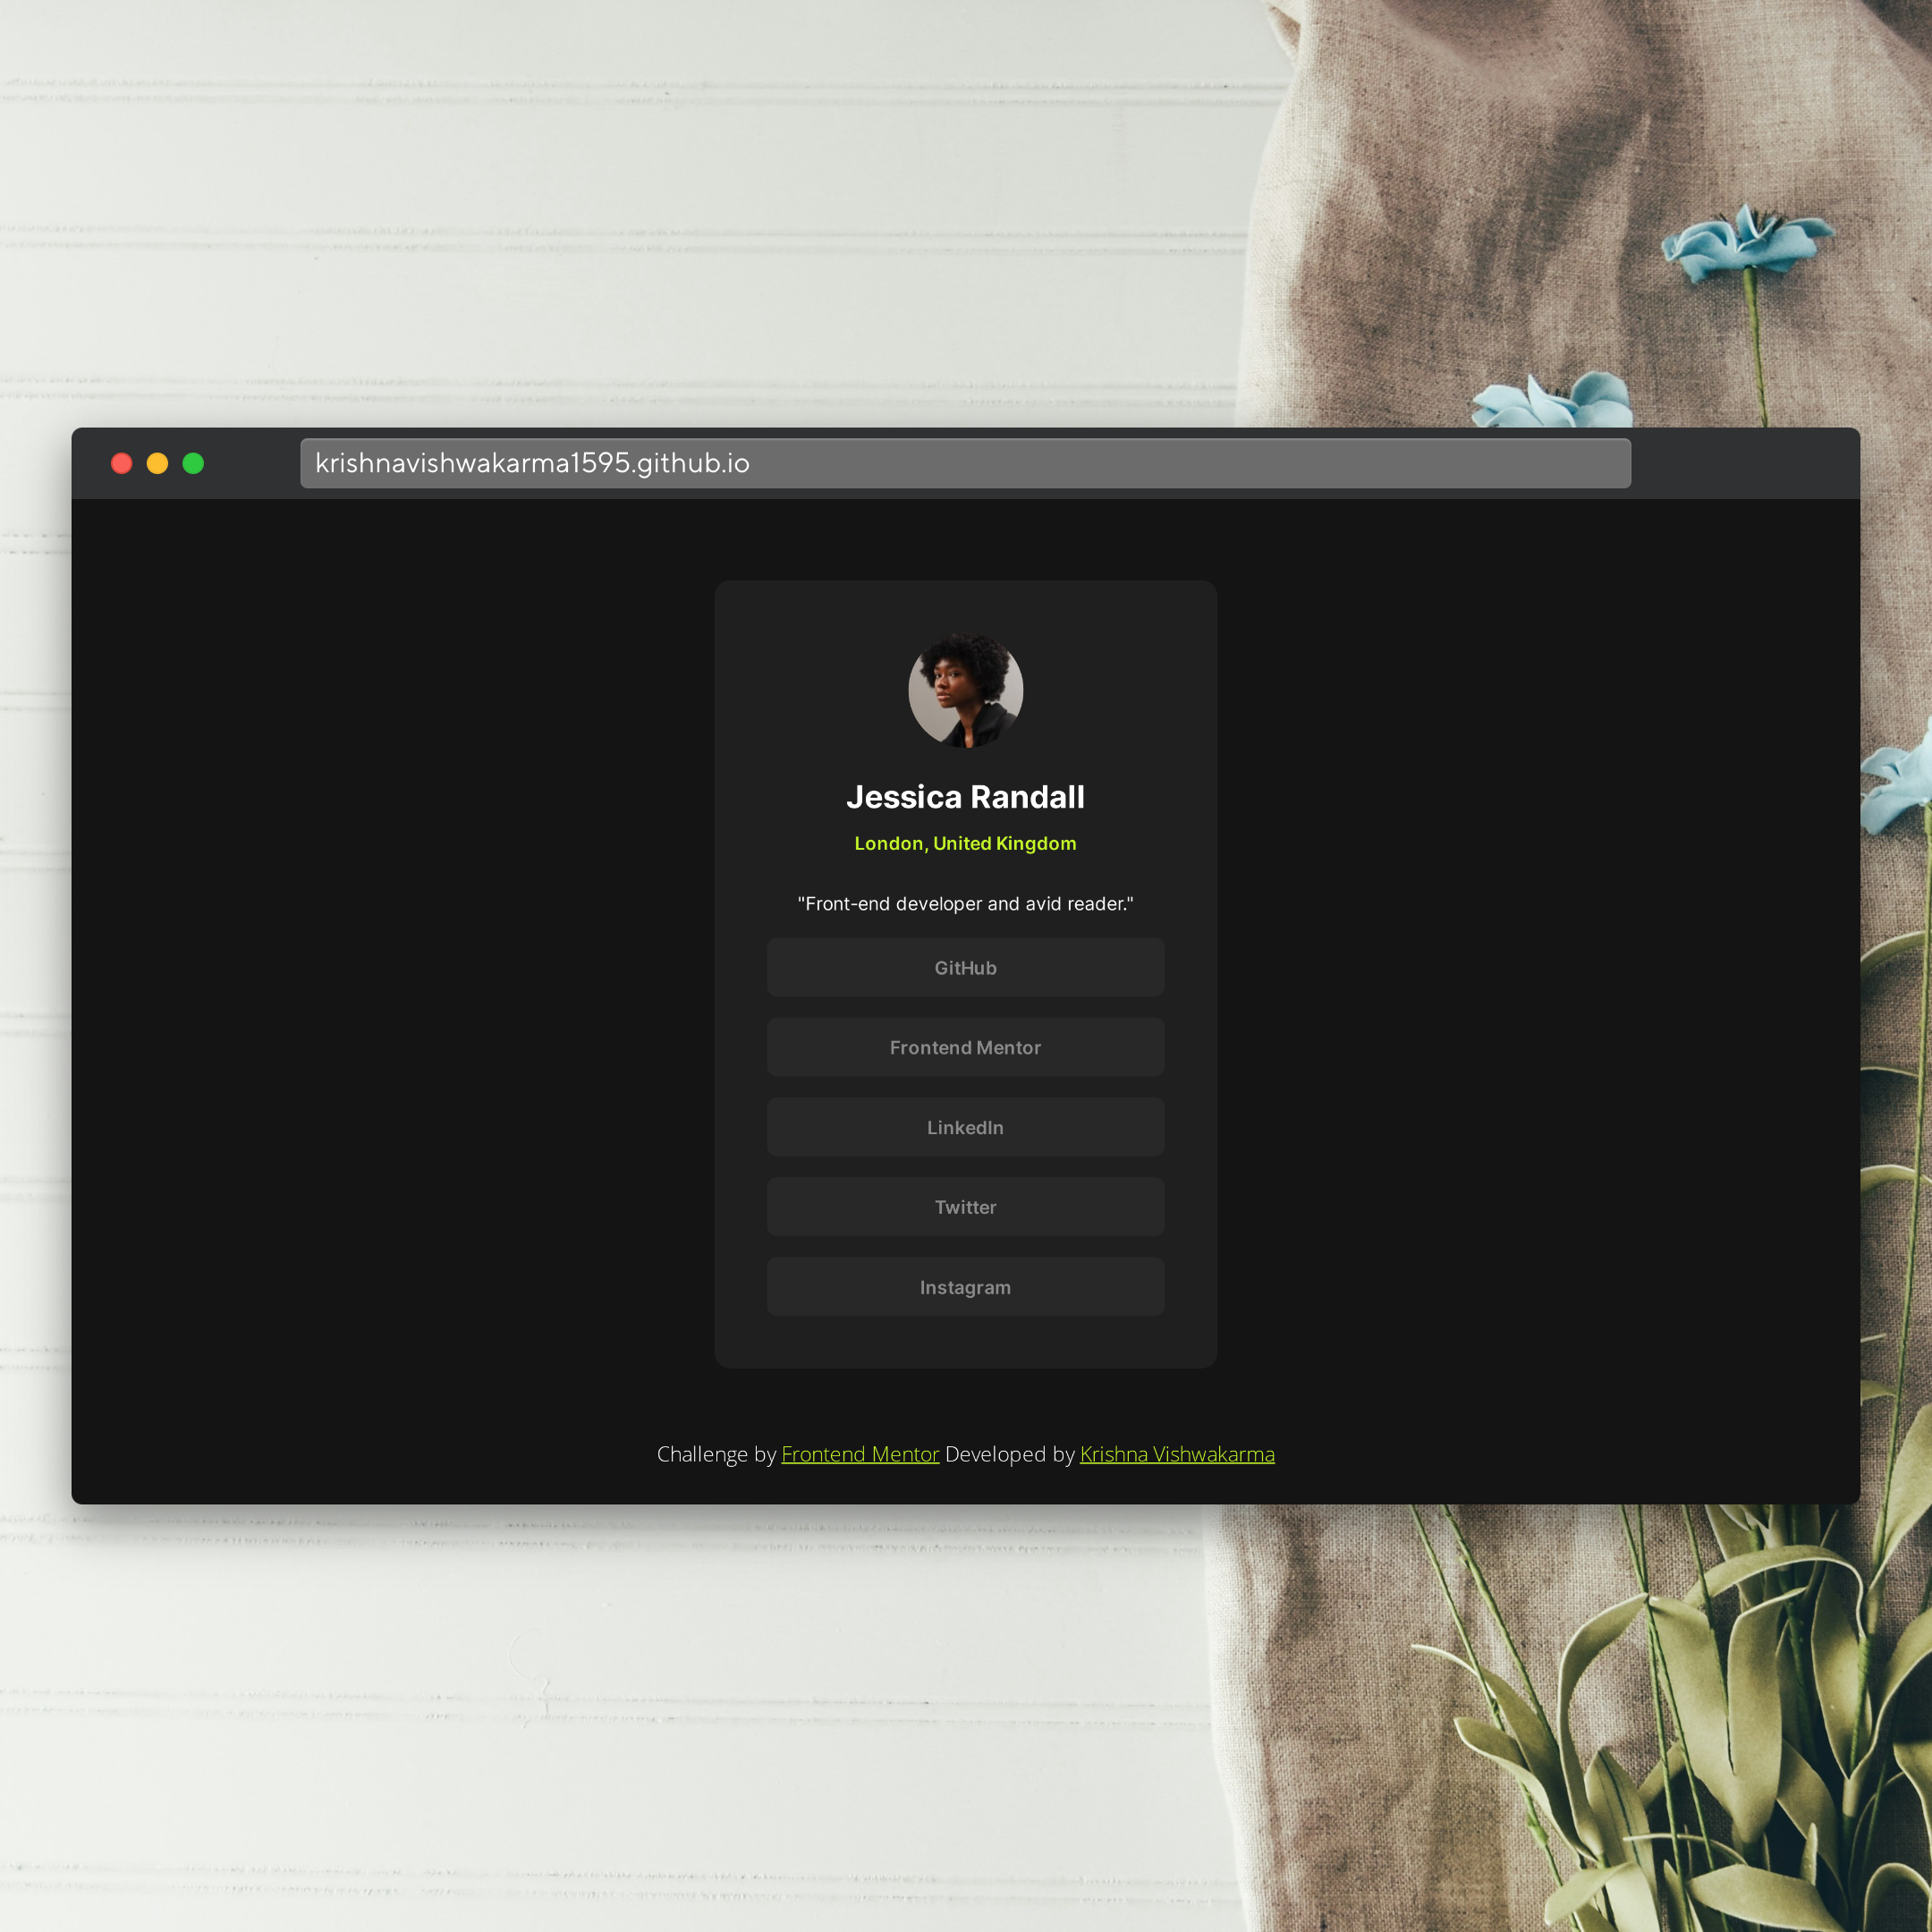 krishnavishwakarma1595.github.io
Jessica Randall
London, United Kingdom
"Front-end developer and avid reader."
GitHub
Frontend Mentor
LinkedIn
Twitter
Instagram
Challenge by Frontend Mentor Developed by Krishna Vishwakarma